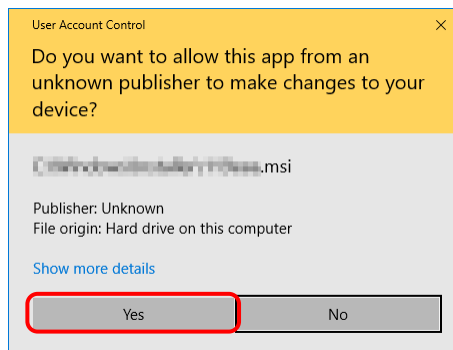 User Account Control
Do you want to allow this app from an
unknown publisher to make changes to your
device?
.msi
Publisher: Unknown
File origin: Hard drive on this computer
Show more details
Yes
No